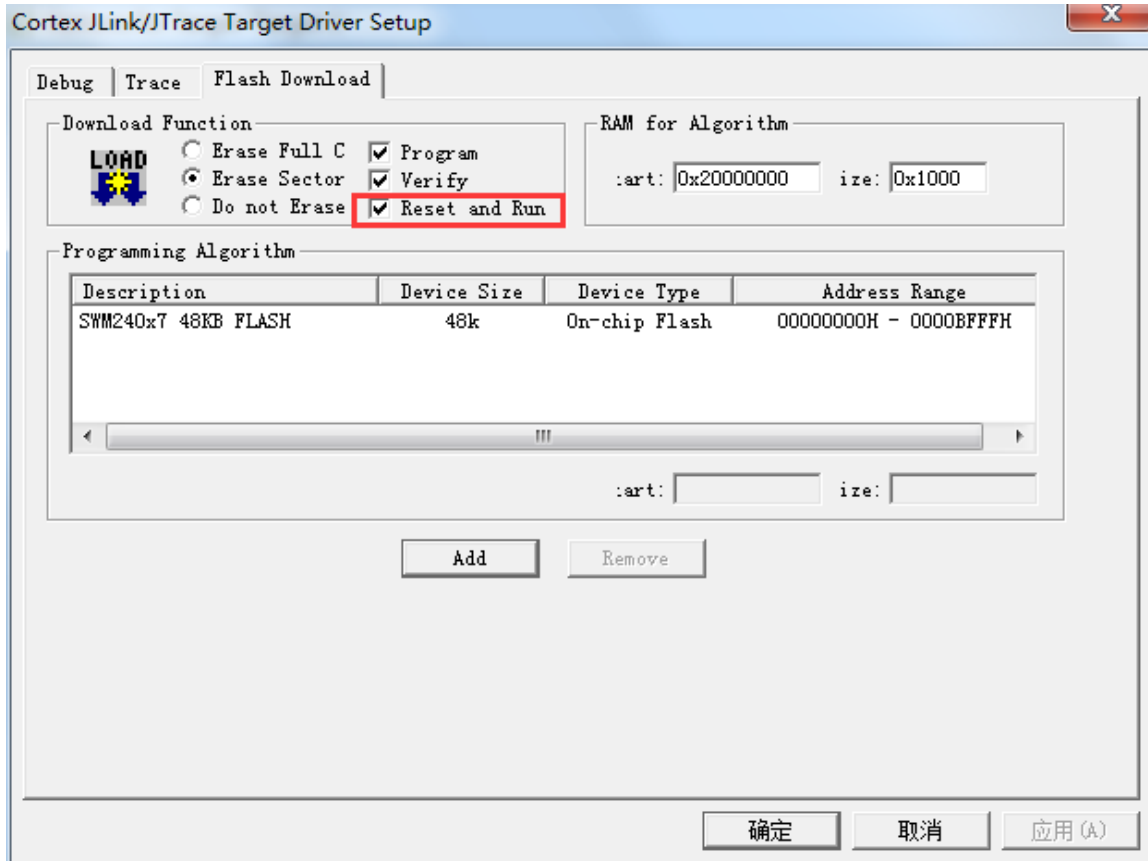 Cortex JLink/JTrace Target Driver Setup
Debug Trace Flash Download
Download Function
LOAD
Erase Full C
Program
Erase Sector
Verify
Do not Erase
Reset and Run
RAM for Algorithm
:art: 0x20000000 ize: 0x1000
Programming Algorithm
Description Device Size Device Type Address Range
SWM240x7 48KB FLASH 48k On-chip Flash 00000000H - 0000BFFFH
:art: ize:
Add Remove
确定 取消 应用(A)